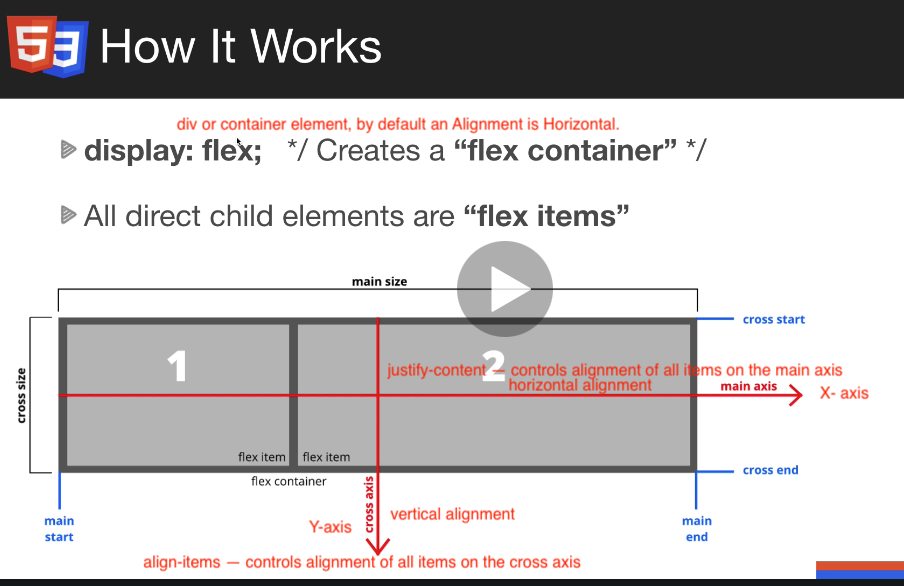 5 3 How It Works
div or container element, by default an Alignment is Horizontal.
display: flex; */ Creates a “flex container” */
All direct child elements are “flex items”
main size
cross start
1 2
cross size
justify-content — controls alignment of all items on the main axis
horizontal alignment
main axis
X- axis
flex item flex item
cross end
flex container
cross axis
vertical alignment
Y-axis
main
start
main
end
align-items — controls alignment of all items on the cross axis